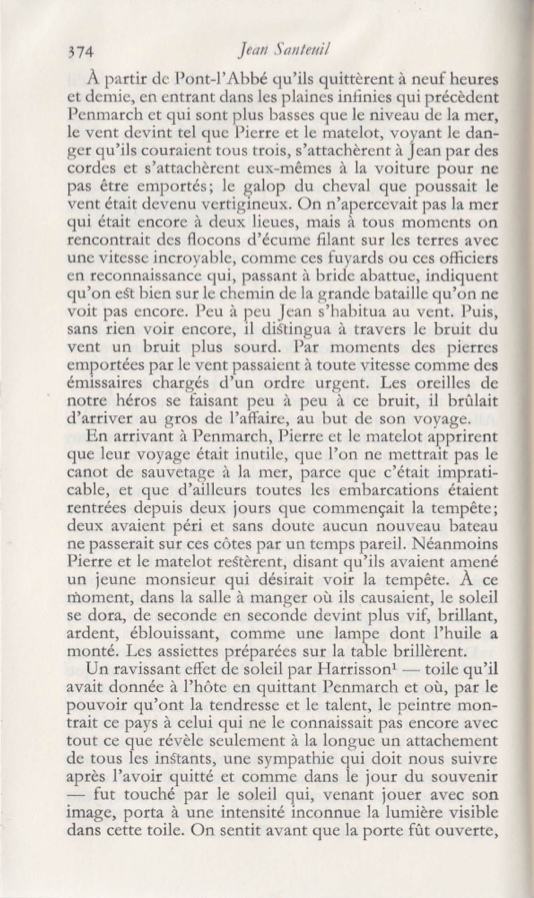 374
Jean Santeuil
À partir de Pont-l'Abbé qu'ils quittèrent à neuf heures
et demie, en entrant dans les plaines infinies qui précèdent
Penmarch et qui sont plus basses que le niveau de la mer,
le vent devint tel que Pierre et le matelot, voyant le dan-
ger qu'ils couraient tous trois, s'attachèrent à Jean par des
cordes et s'attachèrent eux-mêmes à la voiture pour ne
pas être emportés; le galop du cheval que poussait le
vent était devenu vertigineux. On n'apercevait pas la mer
qui était encore à deux lieues, mais à tous moments on
rencontrait des flocons d'écume filant sur les terres avec
une vitesse incroyable, comme ces fuyards ou ces officiers
en reconnaissance qui, passant à bride abattue, indiquent
qu'on est bien sur le chemin de la grande bataille qu'on ne
voit pas encore. Peu à peu Jean s'habitua au vent. Puis,
sans rien voir encore, il distingua à travers le bruit du
vent un bruit plus sourd. Par moments des pierres
emportées par le vent passaient à toute vitesse comme des
émissaires chargés d'un ordre urgent. Les oreilles de
notre héros se faisant peu à peu à ce bruit, il brûlait
d'arriver au gros de l'affaire, au but de son voyage.
En arrivant à Penmarch, Pierre et le matelot apprirent
que leur voyage était inutile, que l'on ne mettrait pas le
canot de sauvetage à la mer, parce que c'était imprati-
cable, et que d'ailleurs toutes les embarcations étaient
rentrées depuis deux jours que commençait la tempête;
deux avaient péri et sans doute aucun nouveau bateau
ne passerait sur ces côtes par un temps pareil. Néanmoins
Pierre et le matelot restèrent, disant qu'ils avaient amené
un jeune monsieur qui désirait voir la tempête. À ce
moment, dans la salle à manger où ils causaient, le soleil
se dora, de seconde en seconde devint plus vif, brillant,
ardent, éblouissant, comme une lampe dont l'huile a
monté. Les assiettes préparées sur la table brillèrent.
Un ravissant effet de soleil par Harrisson¹ — toile qu'il
avait donnée à l'hôte en quittant Penmarch et où, par le
pouvoir qu'ont la tendresse et le talent, le peintre mon-
trait ce pays à celui qui ne le connaissait pas encore avec
tout ce que révèle seulement à la longue un attachement
de tous les instants, une sympathie qui doit nous suivre
après l'avoir quitté et comme dans le jour du souvenir
— fut touché par le soleil qui, venant jouer avec son
image, porta à une intensité inconnue la lumière visible
dans cette toile. On sentit avant que la porte fût ouverte,